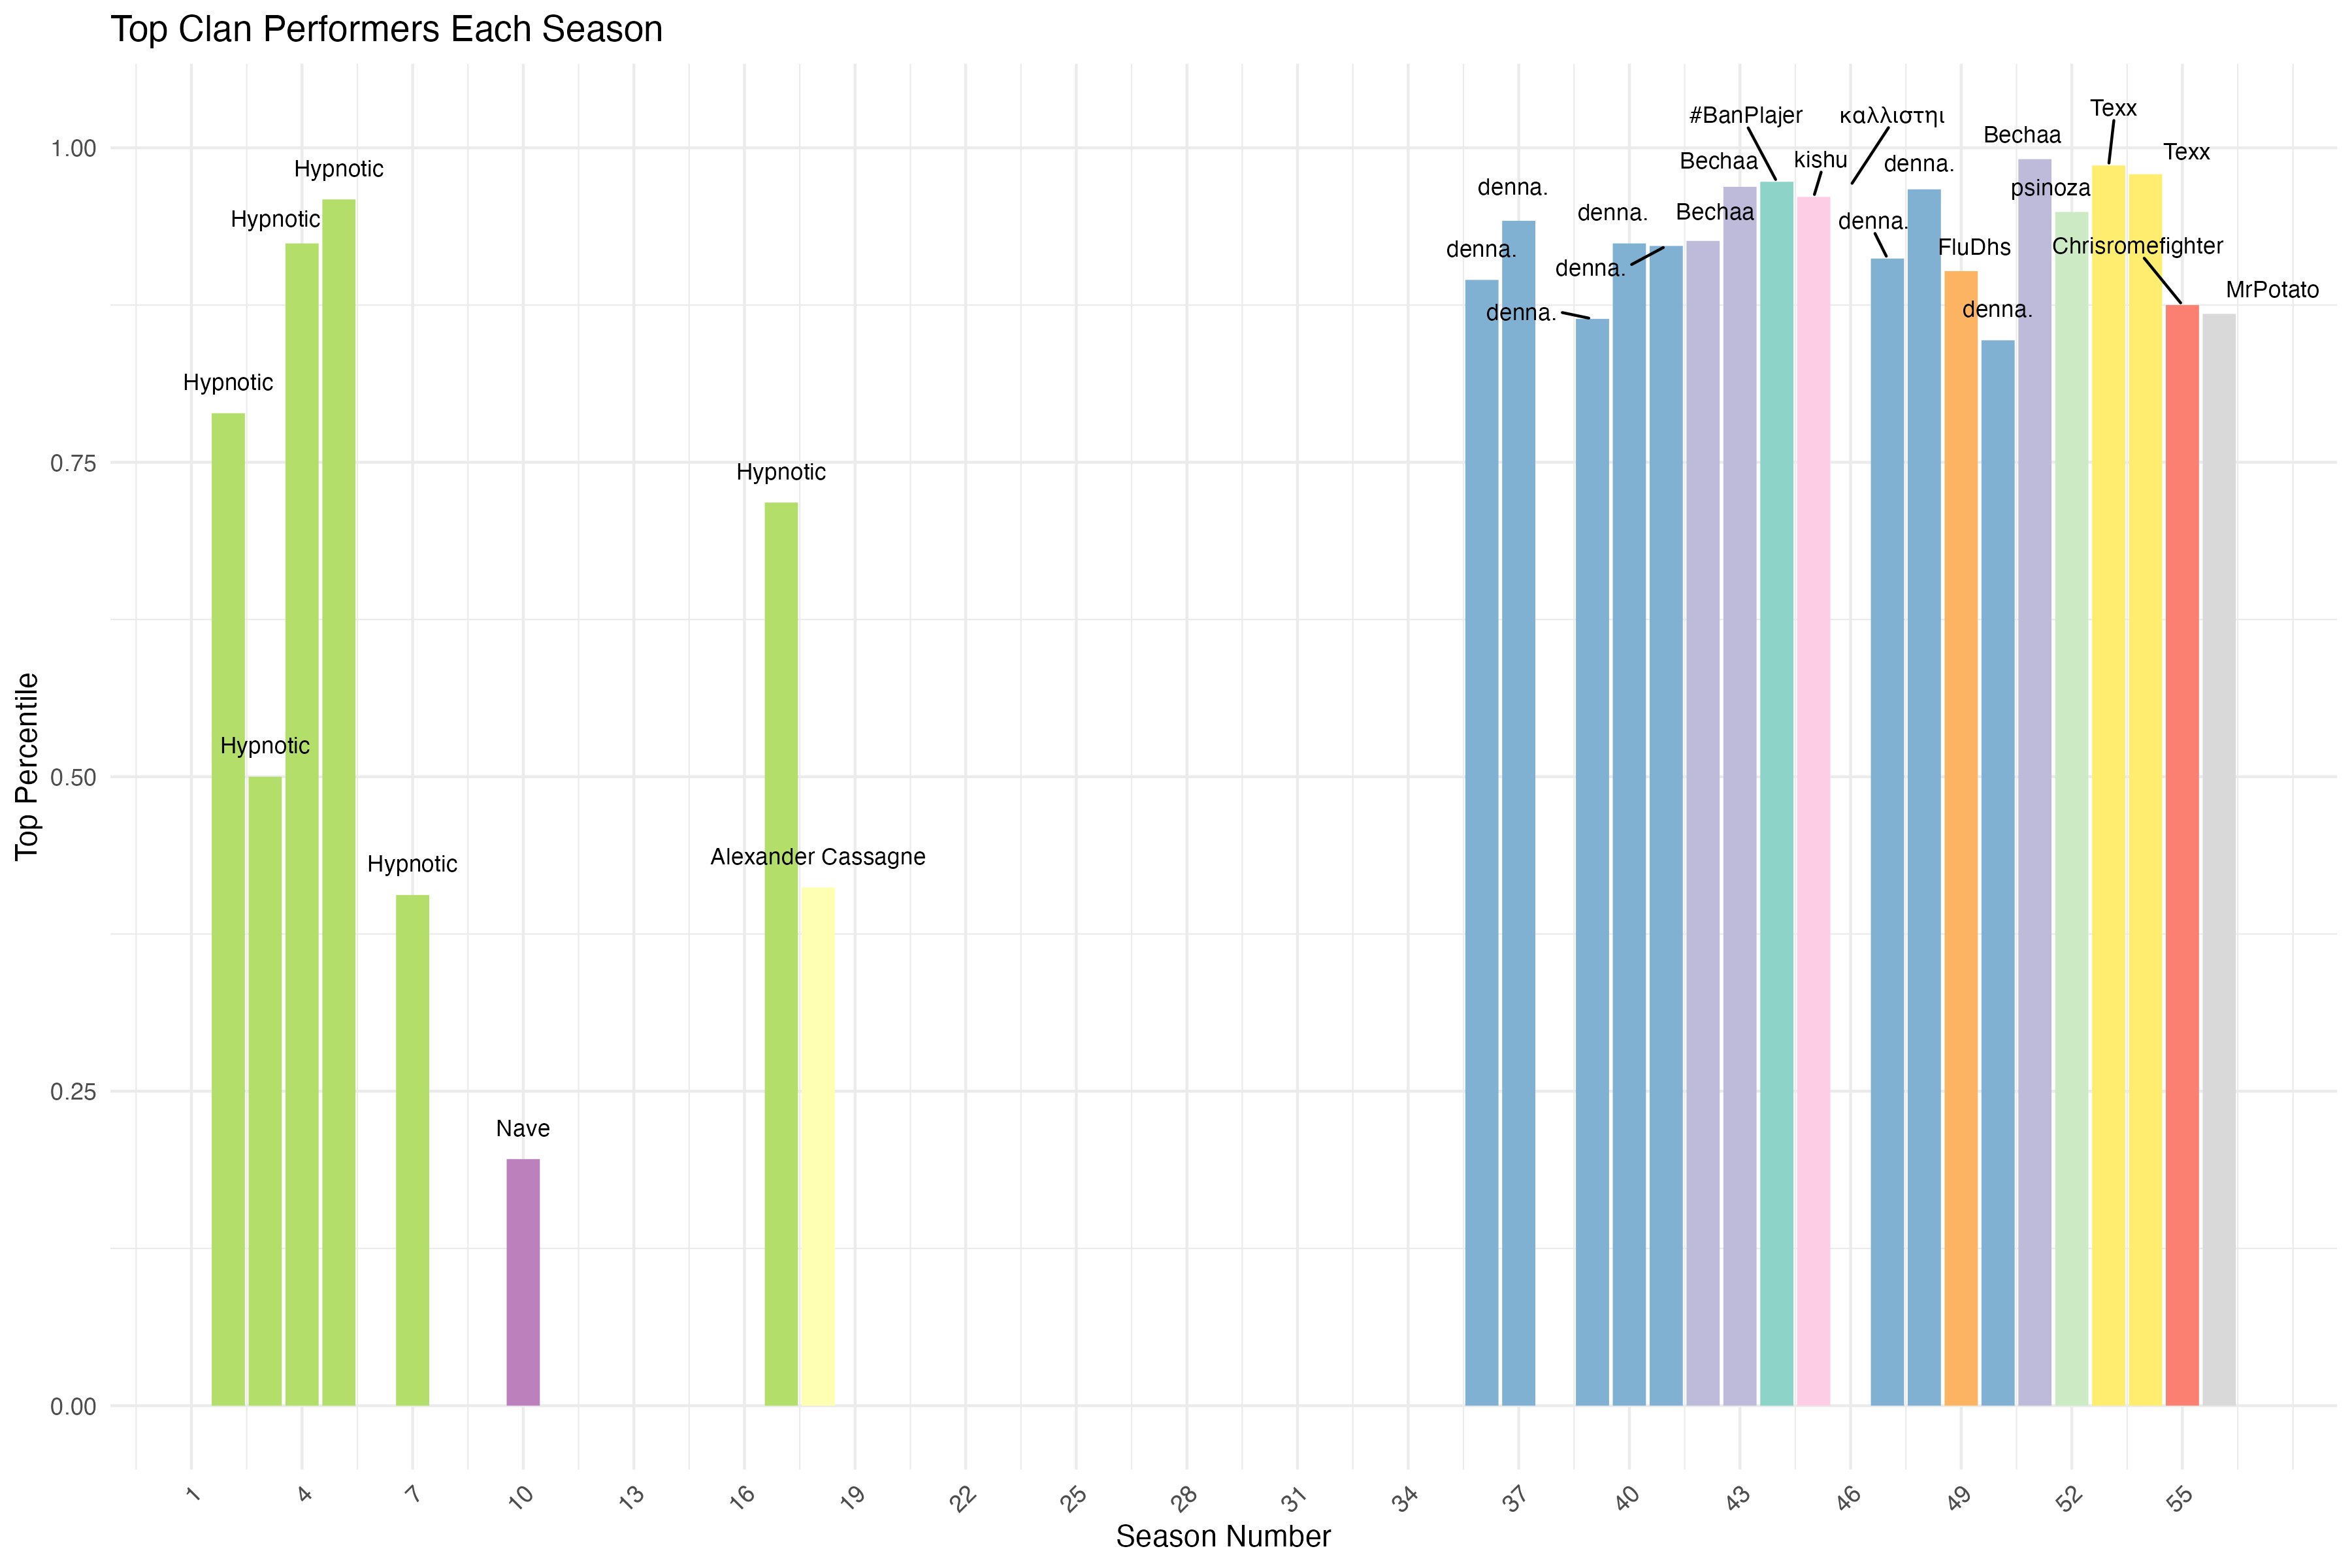 Top Clan Performers Each Season
Top Percentile
1.00
0.75
0.50
0.25
0.00
Hypnotic
Hypnotic
Hypnotic
Hypnotic
Hypnotic
Nave
Hypnotic
Alexander Cassagne
denna.
denna.
denna.
denna.
denna.
Bechaa
Bechaa
#BanPlajer
kishu
καλλιστηι
denna.
denna.
FluDhs
denna.
Bechaa
psinoza
Texx
Texx
Chrisromefighter
MrPotato
1
4
7
10
13
16
19
22
25
28
31
34
37
40
43
46
49
52
55
Season Number